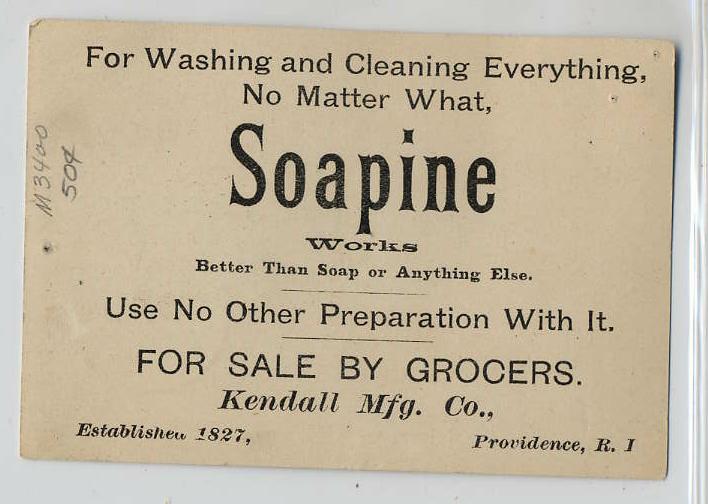 For Washing and Cleaning Everything,
No Matter What,
Soapine
Works
Better Than Soap or Anything Else.
Use No Other Preparation With It.
FOR SALE BY GROCERS.
Kendall Mfg. Co.,
Established 1827,
Providence, R. I
M3400
50¢